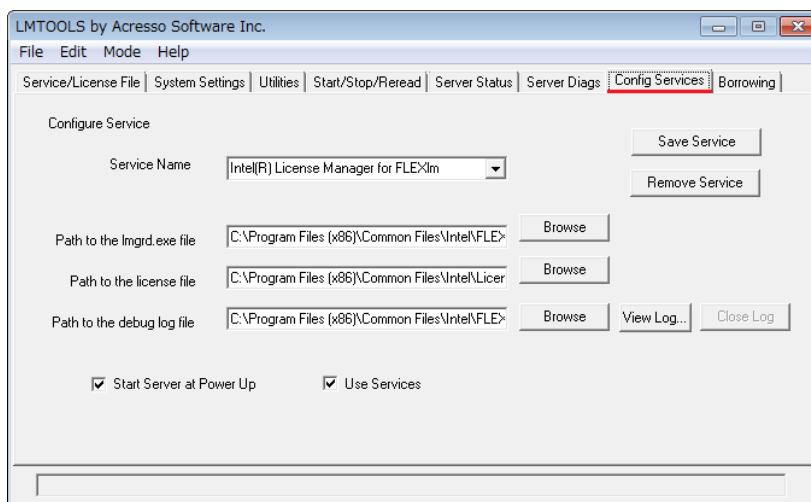 LMTOOLS by Acresso Software Inc.
File Edit Mode Help
Service/License File System Settings Utilities Start/Stop/Reread Server Status Server Diags Config Services Borrowing
Configure Service
Save Service
Service Name Intel(R) License Manager for FLEXlm
Remove Service
Path to the lmgrd.exe file C:\Program Files (x86)\Common Files\Intel\FLEX Browse
Path to the license file C:\Program Files (x86)\Common Files\Intel\Licer Browse
Path to the debug log file C:\Program Files (x86)\Common Files\Intel\FLEX Browse View Log... Close Log
Start Server at Power Up Use Services